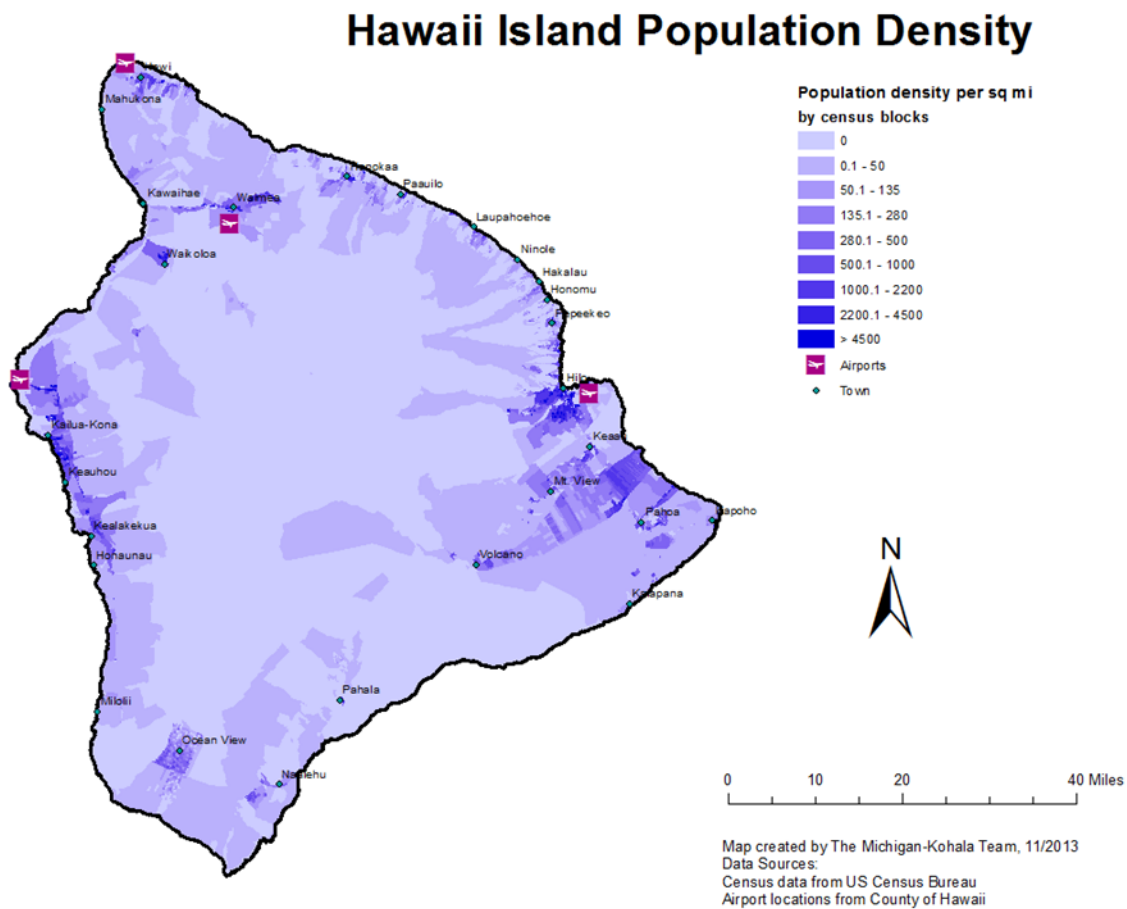 Hawaii Island Population Density
Population density per sq mi
by census blocks
0
0.1 - 50
50.1 - 135
135.1 - 280
280.1 - 500
500.1 - 1000
1000.1 - 2200
2200.1 - 4500
> 4500
Airports
Town
Mahukona
Kawaihae
Waimea
Paauilo
Laupahoehoe
Waikoloa
Ninole
Hakalau
Honomu
Hilo
Kailua-Kona
Keauhou
Mt. View
Pahoa
Kealakekua
Honaunau
Volcano
Kalapana
Milolii
Pahala
Ocean View
N
0 10 20 40 Miles
Map created by The Michigan-Kohala Team, 11/2013
Data Sources:
Census data from US Census Bureau
Airport locations from County of Hawaii